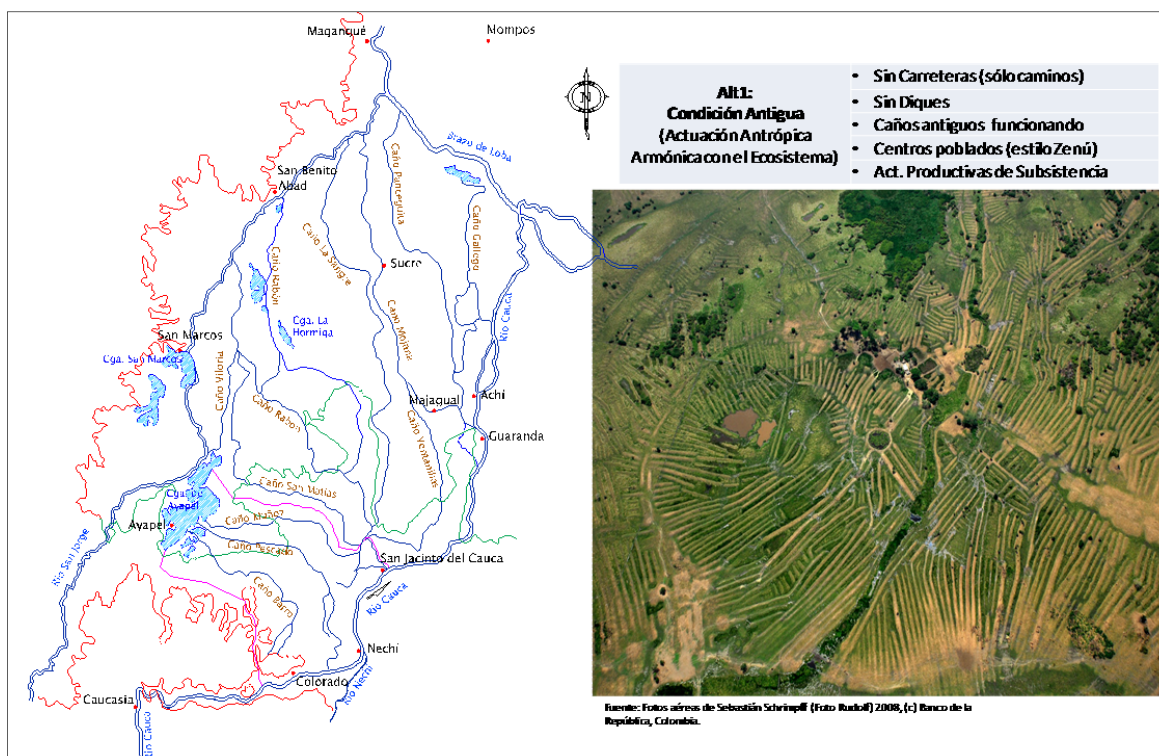 Magangué
Mompos
Brazo de Loba
San Benito
Abad
Caño Punceguita
Caño La Sangre
Caño Rabón
Caño Gallego
Sucre
Río Cauca
Cga. La
Hormiga
Caño Mojana
San Marcos
Cga. San Marcos
Caño Viloria
Caño Rabon
Majagual
Achí
Guaranda
Caño Ventanillas
Caño San Matías
Cga. de
Ayapel
Ayapel
Caño Muñoz
Caño Pescado
Río San Jorge
San Jacinto del Cauca
Río Cauca
Caño Barro
Nechí
Colorado
Río Nechí
Caucasia
Río Cauca
N
Alt1:
Condición Antigua
(Actuación Antrópica
Armónica con el Ecosistema)
• Sin Carreteras (sólo caminos)
• Sin Diques
• Caños antiguos funcionando
• Centros poblados (estilo Zenú)
• Act. Productivas de Subsistencia
Fuente: Fotos aéreas de Sebastián Schrimpff (Foto Rudolf) 2008, (c) Banco de la
República, Colombia.